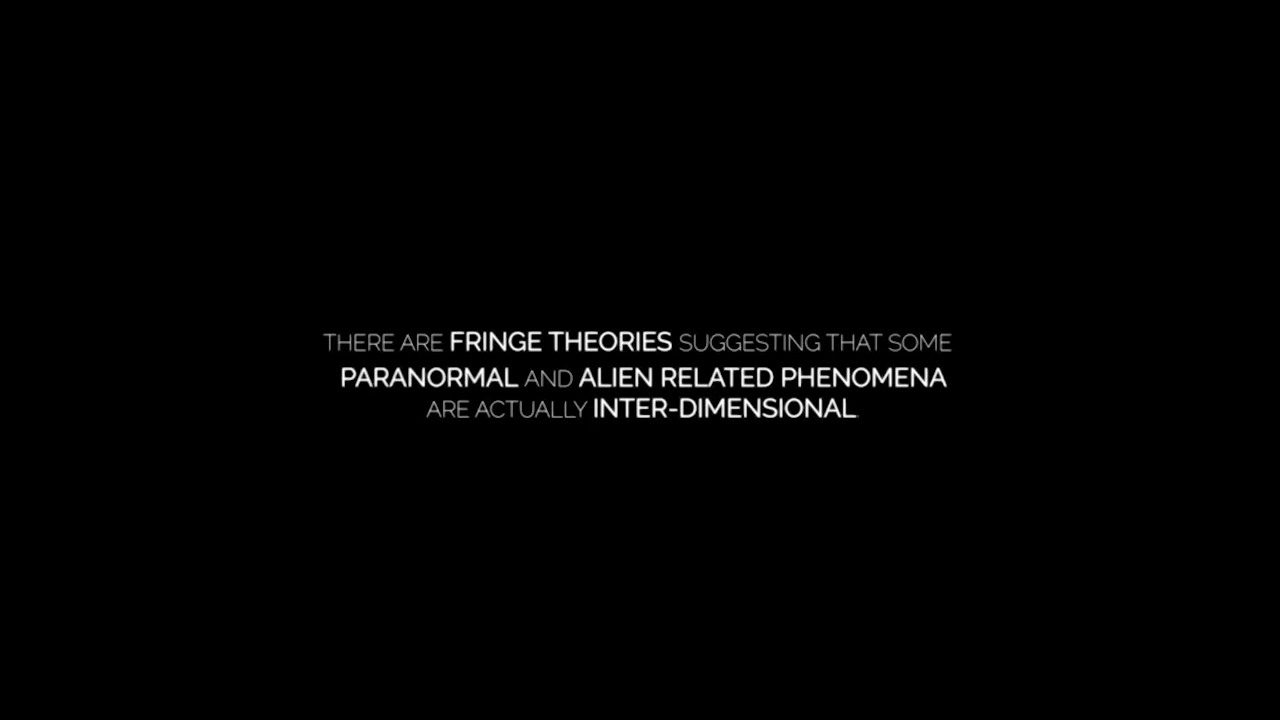 THERE ARE FRINGE THEORIES SUGGESTING THAT SOME
PARANORMAL AND ALIEN RELATED PHENOMENA
ARE ACTUALLY INTER-DIMENSIONAL.